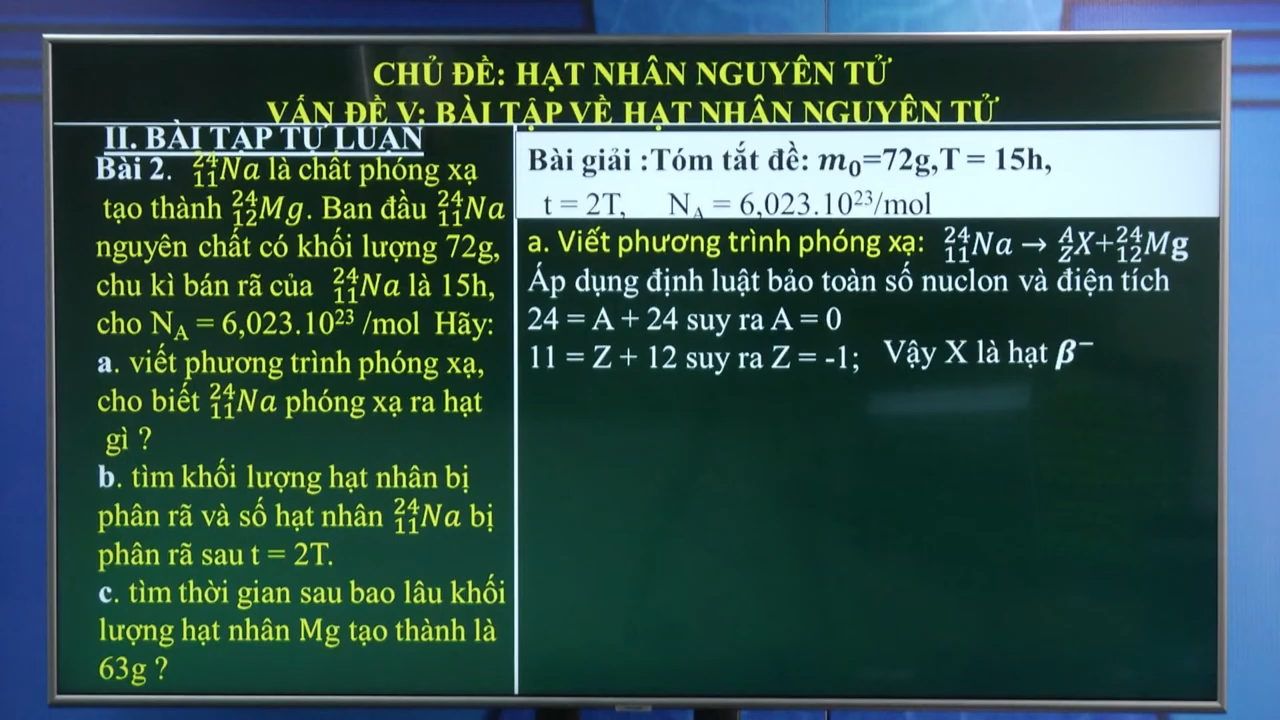 CHỦ ĐỀ: HẠT NHÂN NGUYÊN TỬ
VẤN ĐỀ V: BÀI TẬP VỀ HẠT NHÂN NGUYÊN TỬ
II. BÀI TẬP TỰ LUẬN
Bài 2. ²⁴₁₁Na là chất phóng xạ
tạo thành ²⁴₁₂Mg. Ban đầu ²⁴₁₁Na
nguyên chất có khối lượng 72g,
chu kì bán rã của ²⁴₁₁Na là 15h,
cho N_A = 6,023.10²³ /mol Hãy:
a. viết phương trình phóng xạ,
cho biết ²⁴₁₁Na phóng xạ ra hạt
gì ?
b. tìm khối lượng hạt nhân bị
phân rã và số hạt nhân ²⁴₁₁Na bị
phân rã sau t = 2T.
c. tìm thời gian sau bao lâu khối
lượng hạt nhân Mg tạo thành là
63g ?
Bài giải :Tóm tắt đề: m₀=72g,T = 15h,
t = 2T, N_A = 6,023.10²³/mol
a. Viết phương trình phóng xạ: ²⁴₁₁Na → ᴬ_ZX+²⁴₁₂Mg
Áp dụng định luật bảo toàn số nuclon và điện tích
24 = A + 24 suy ra A = 0
11 = Z + 12 suy ra Z = -1; Vậy X là hạt β⁻